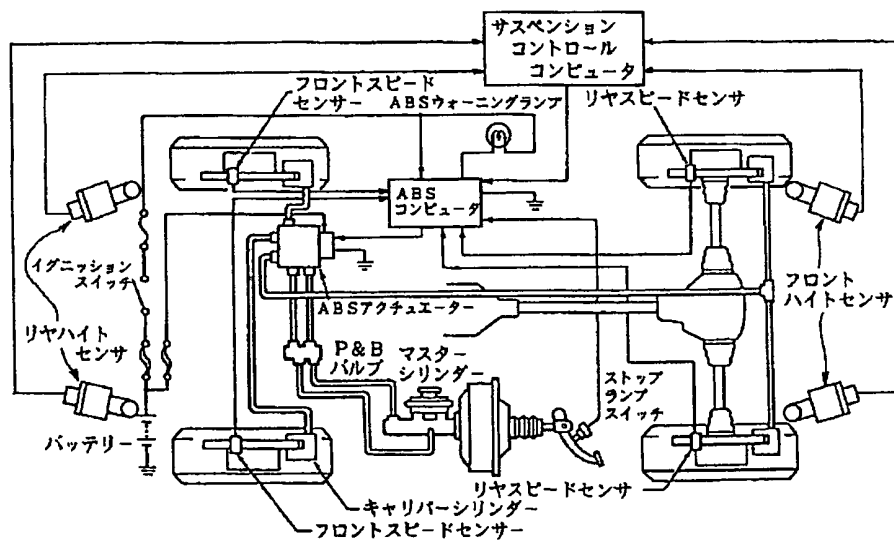 サスペンション
コントロール
コンピュータ
フロントスピード
センサー
ABSウォーニングランプ
リヤスピードセンサ
ABS
コンピュータ
イグニッション
スイッチ
ABSアクチュエーター
フロント
ハイトセンサ
リヤハイト
センサ
P&B
バルブ
マスター
シリンダー
ストップ
ランプ
スイッチ
バッテリー
リヤスピードセンサ
キャリパーシリンダー
フロントスピードセンサー